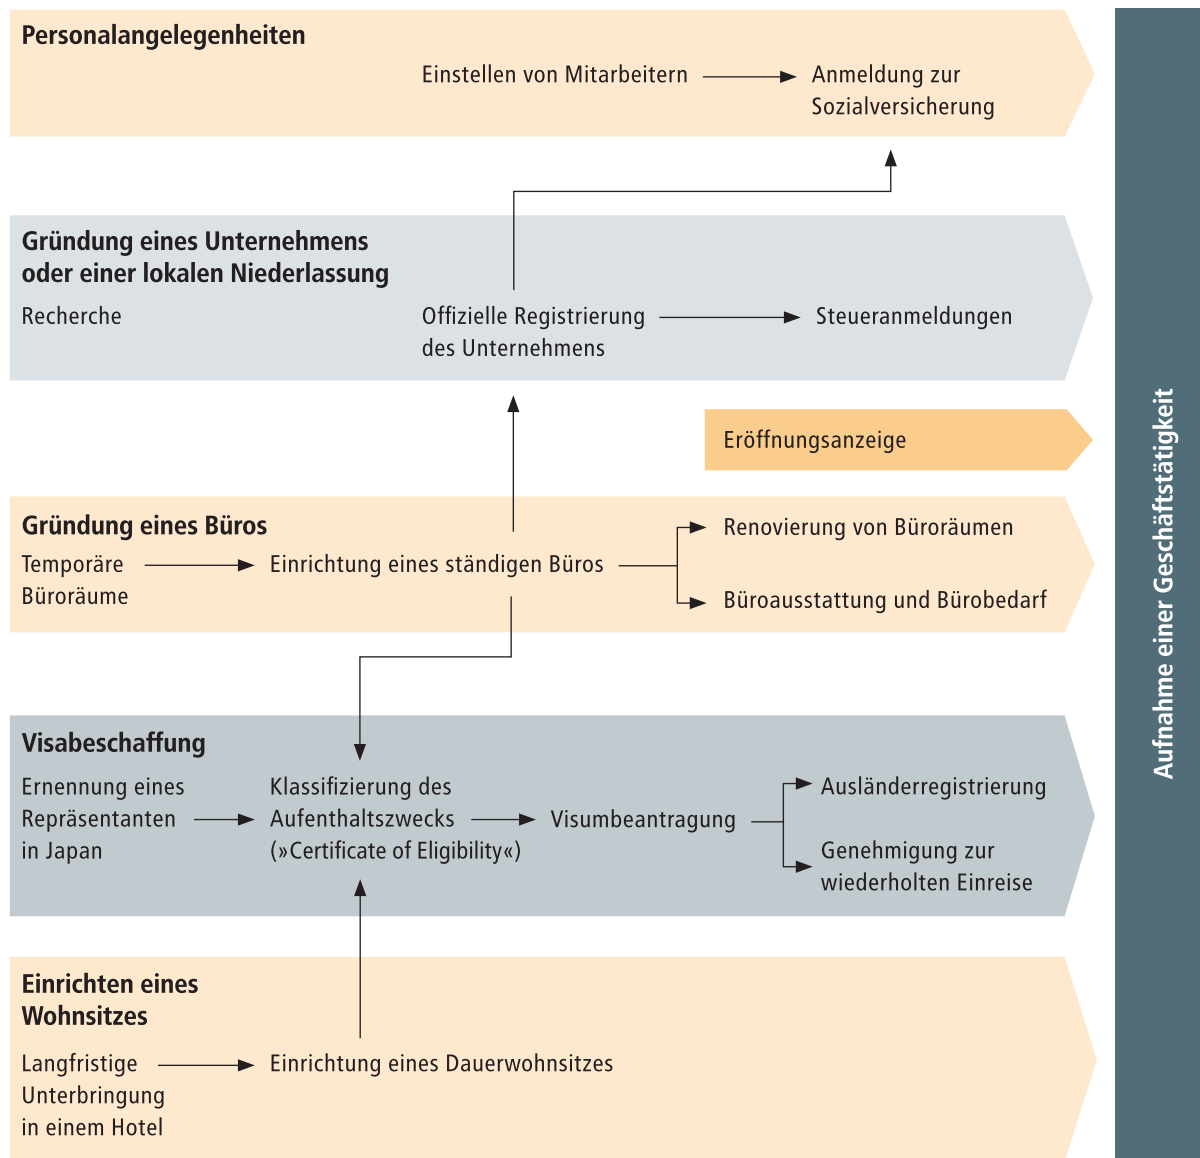 Personalangelegenheiten
Einstellen von Mitarbeitern
Anmeldung zur
Sozialversicherung
Gründung eines Unternehmens
oder einer lokalen Niederlassung
Recherche
Offizielle Registrierung
des Unternehmens
Steueranmeldungen
Eröffnungsanzeige
Gründung eines Büros
Temporäre
Büroräume
Einrichtung eines ständigen Büros
Renovierung von Büroräumen
Büroausstattung und Bürobedarf
Visabeschaffung
Ernennung eines
Repräsentanten
in Japan
Klassifizierung des
Aufenthaltszwecks
(»Certificate of Eligibility«)
Visumbeantragung
Ausländerregistrierung
Genehmigung zur
wiederholten Einreise
Einrichten eines
Wohnsitzes
Langfristige
Unterbringung
in einem Hotel
Einrichtung eines Dauerwohnsitzes
Aufnahme einer Geschäftstätigkeit